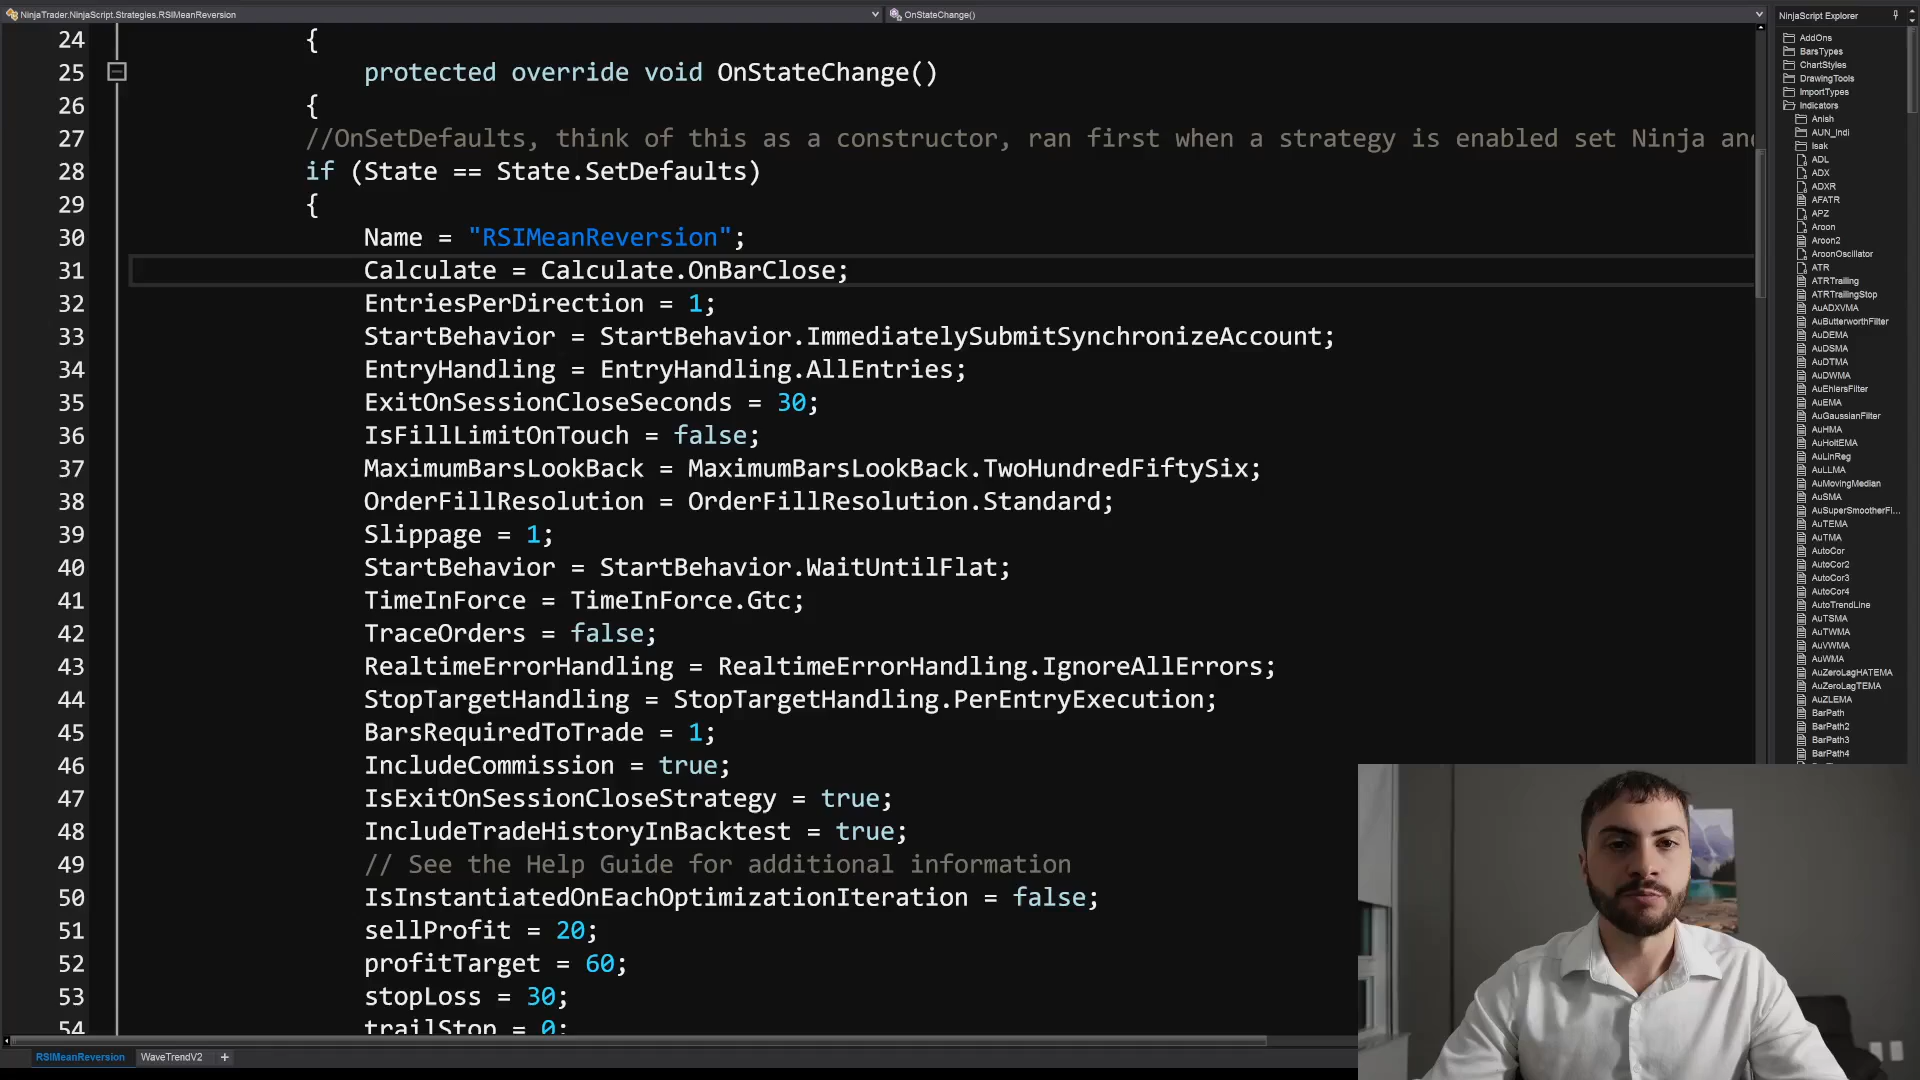 NinjaTrader.NinjaScript.Strategies.RSIMeanReversion
OnStateChange()
NinjaScript Explorer
24 {
25 protected override void OnStateChange()
26 {
27 //OnSetDefaults, think of this as a constructor, ran first when a strategy is enabled set Ninja and
28 if (State == State.SetDefaults)
29 {
30 Name = "RSIMeanReversion";
31 Calculate = Calculate.OnBarClose;
32 EntriesPerDirection = 1;
33 StartBehavior = StartBehavior.ImmediatelySubmitSynchronizeAccount;
34 EntryHandling = EntryHandling.AllEntries;
35 ExitOnSessionCloseSeconds = 30;
36 IsFillLimitOnTouch = false;
37 MaximumBarsLookBack = MaximumBarsLookBack.TwoHundredFiftySix;
38 OrderFillResolution = OrderFillResolution.Standard;
39 Slippage = 1;
40 StartBehavior = StartBehavior.WaitUntilFlat;
41 TimeInForce = TimeInForce.Gtc;
42 TraceOrders = false;
43 RealtimeErrorHandling = RealtimeErrorHandling.IgnoreAllErrors;
44 StopTargetHandling = StopTargetHandling.PerEntryExecution;
45 BarsRequiredToTrade = 1;
46 IncludeCommission = true;
47 IsExitOnSessionCloseStrategy = true;
48 IncludeTradeHistoryInBacktest = true;
49 // See the Help Guide for additional information
50 IsInstantiatedOnEachOptimizationIteration = false;
51 sellProfit = 20;
52 profitTarget = 60;
53 stopLoss = 30;
54 trailStop = 0;
AddOns
BarsTypes
ChartStyles
DrawingTools
ImportTypes
Indicators
Anish
AUN_Indi
Isak
ADL
ADX
ADXR
AFATR
APZ
Aroon
Aroon2
AroonOscillator
ATR
ATRTrailing
ATRTrailingStop
AuADXVMA
AuButterworthFilter
AuDEMA
AuDSMA
AuDTMA
AuDWMA
AuEhlersFilter
AuEMA
AuGaussianFilter
AuHMA
AuHoltEMA
AuLinReg
AuLLMA
AuMovingMedian
AuSMA
AuSuperSmootherFi...
AuTEMA
AuTMA
AutoCor
AutoCor2
AutoCor3
AutoCor4
AutoTrendLine
AuTSMA
AuTWMA
AuVWMA
AuWMA
AuZeroLagHATEMA
AuZeroLagTEMA
AuZLEMA
BarPath
BarPath2
BarPath3
BarPath4
RSIMeanReversion
WaveTrendV2
+